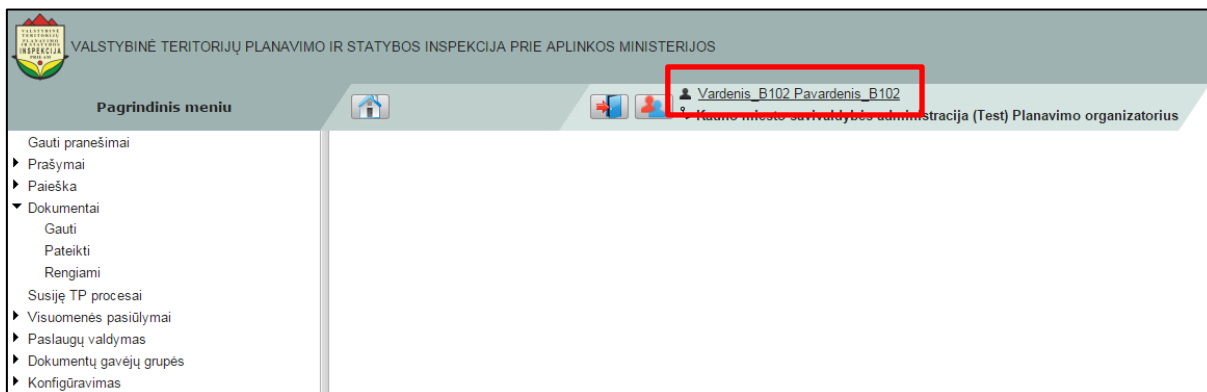 VALSTYBINĖ TERITORIJŲ PLANAVIMO IR STATYBOS INSPEKCIJA PRIE APLINKOS MINISTERIJOS
Pagrindinis meniu
Vardenis_B102 Pavardenis_B102
Kauno miesto savivaldybės administracija (Test) Planavimo organizatorius
Gauti pranešimai
Prašymai
Paieška
Dokumentai
Gauti
Pateikti
Rengiami
Susiję TP procesai
Visuomenės pasiūlymai
Paslaugų valdymas
Dokumentų gavėjų grupės
Konfigūravimas